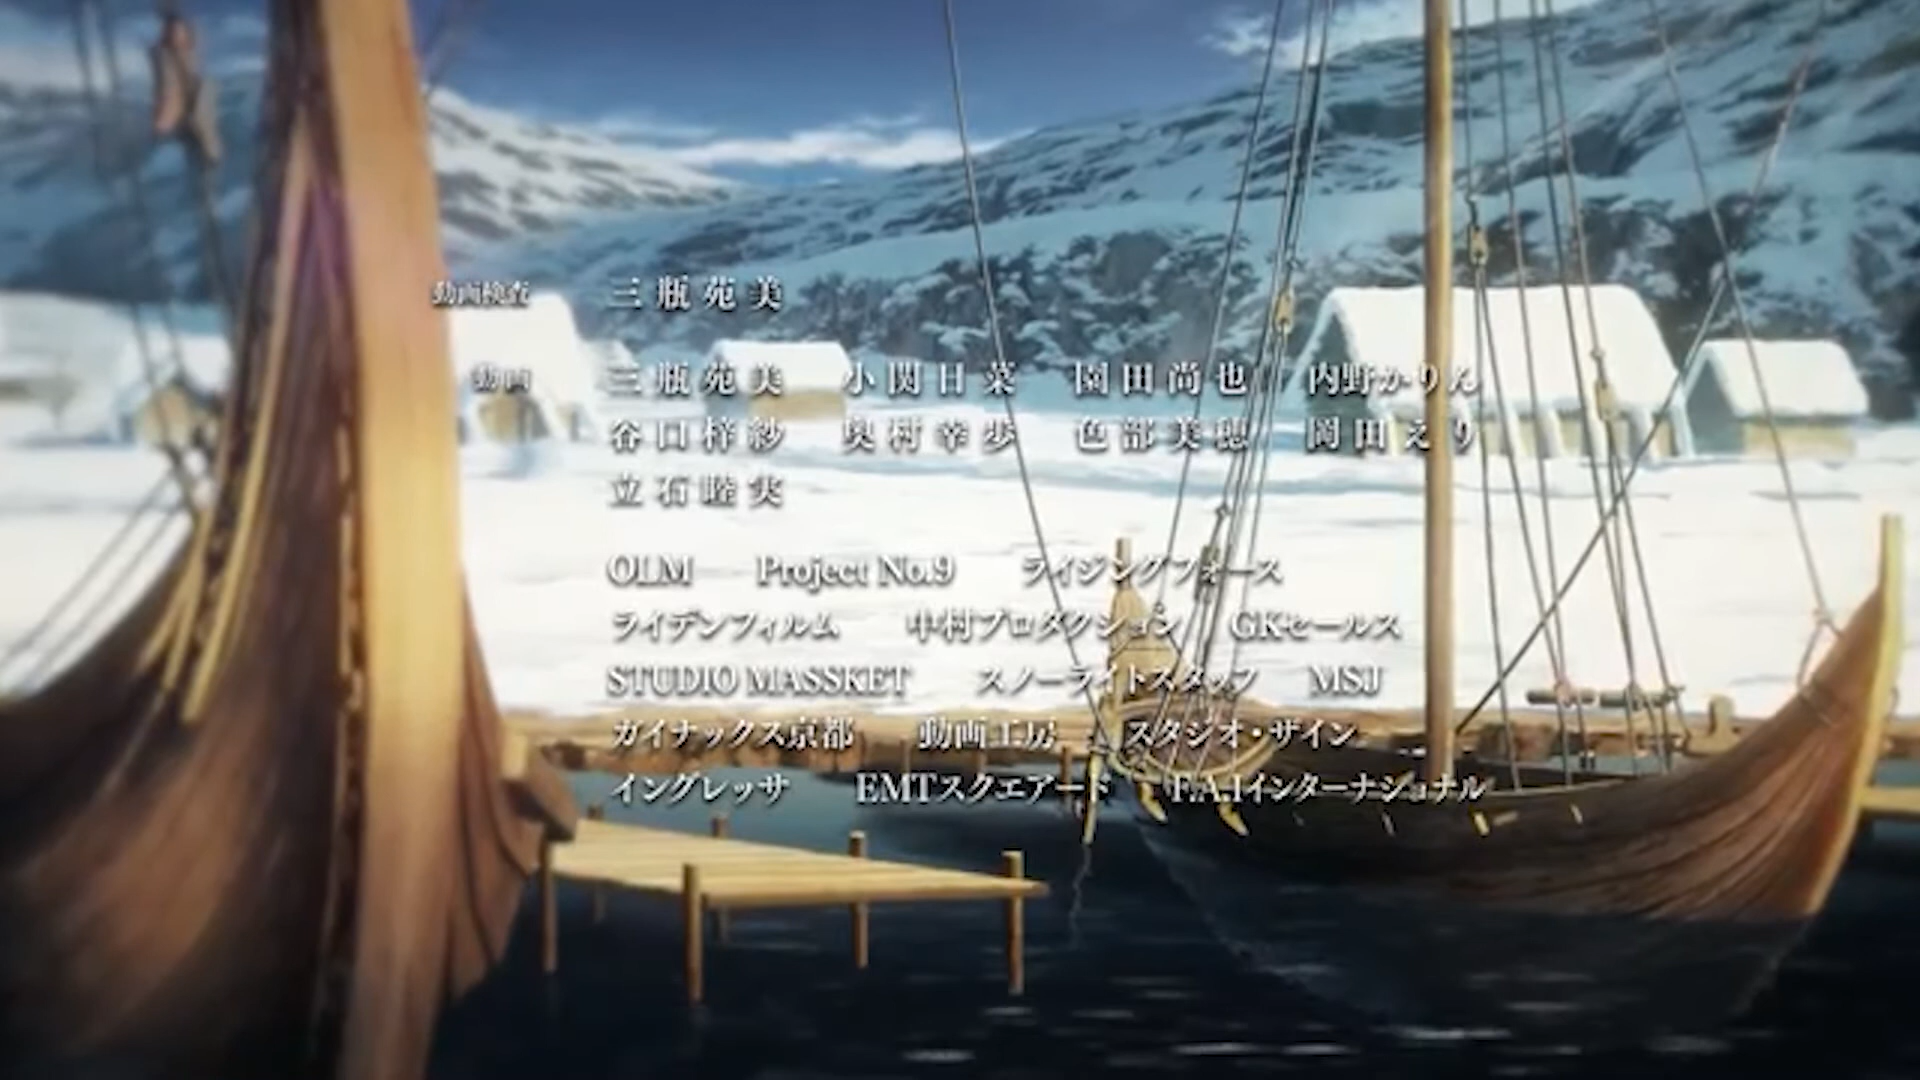 動画検査 三瓶苑美
動画 三瓶苑美 小関日菜 園田尚也 内野かりん
谷口梓紗 奥村幸歩 色部美穂 岡田えり
立石睦実
OLM Project No.9 ライジングフォース
ライデンフィルム 中村プロダクション GKセールス
STUDIO MASSKET スノーライトスタッフ MSJ
ガイナックス京都 動画工房 スタジオ・ザイン
イングレッサ EMTスクエアード F.A.Iインターナショナル